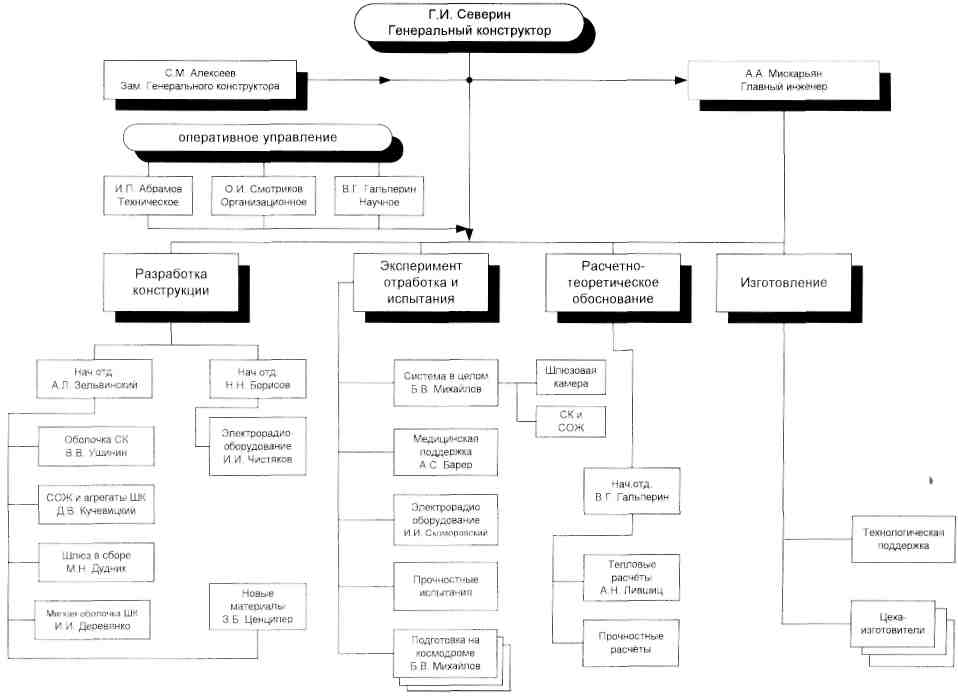 Г.И. Северин
Генеральный конструктор
С.М. Алексеев
Зам. Генерального конструктора
А.А. Мискарьян
Главный инженер
оперативное управление
И.П. Абрамов
Техническое
О.И. Смотриков
Организационное
В.Г. Гальперин
Научное
Разработка
конструкции
Эксперимент
отработка и
испытания
Расчетно-
теоретическое
обоснование
Изготовление
Нач.отд.
А.Л. Зельвинский
Нач.отд.
Н.Н. Борисов
Оболочка СК
В.В. Ушинин
Электрорадио-
оборудование
И.И. Чистяков
СОЖ и агрегаты ШК
Д.В. Кучевицкий
Шлюз в сборе
М.Н. Дудник
Мягкая оболочка ШК
И.И. Деревянко
Новые
материалы
З.Б. Ценципер
Система в целом
Б.В. Михайлов
Шлюзовая
камера
СК и
СОЖ
Медицинская
поддержка
А.С. Барер
Электрорадио
оборудование
И.И. Скоморовский
Прочностные
испытания
Подготовка на
космодроме
Б.В. Михайлов
Нач.отд.
В.Г. Гальперин
Тепловые
расчёты
А.Н. Лившиц
Прочностные
расчёты
Технологическая
поддержка
Цеха-
изготовители